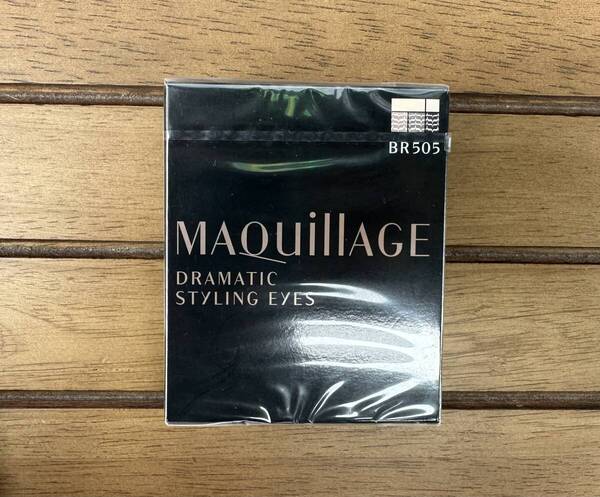 BR505
MAQuillAGE
DRAMATIC
STYLING EYES